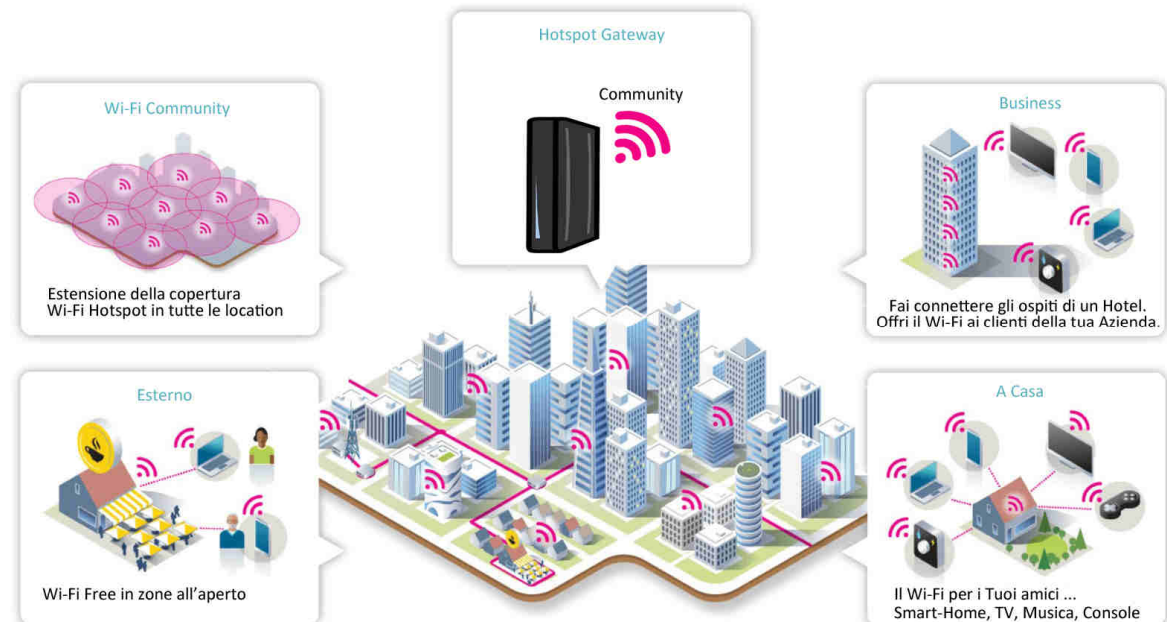 Hotspot Gateway
Community
Wi-Fi Community
Estensione della copertura
Wi-Fi Hotspot in tutte le location
Business
Fai connettere gli ospiti di un Hotel.
Offri il Wi-Fi ai clienti della tua Azienda.
Esterno
Wi-Fi Free in zone all'aperto
A Casa
Il Wi-Fi per i Tuoi amici ...
Smart-Home, TV, Musica, Console